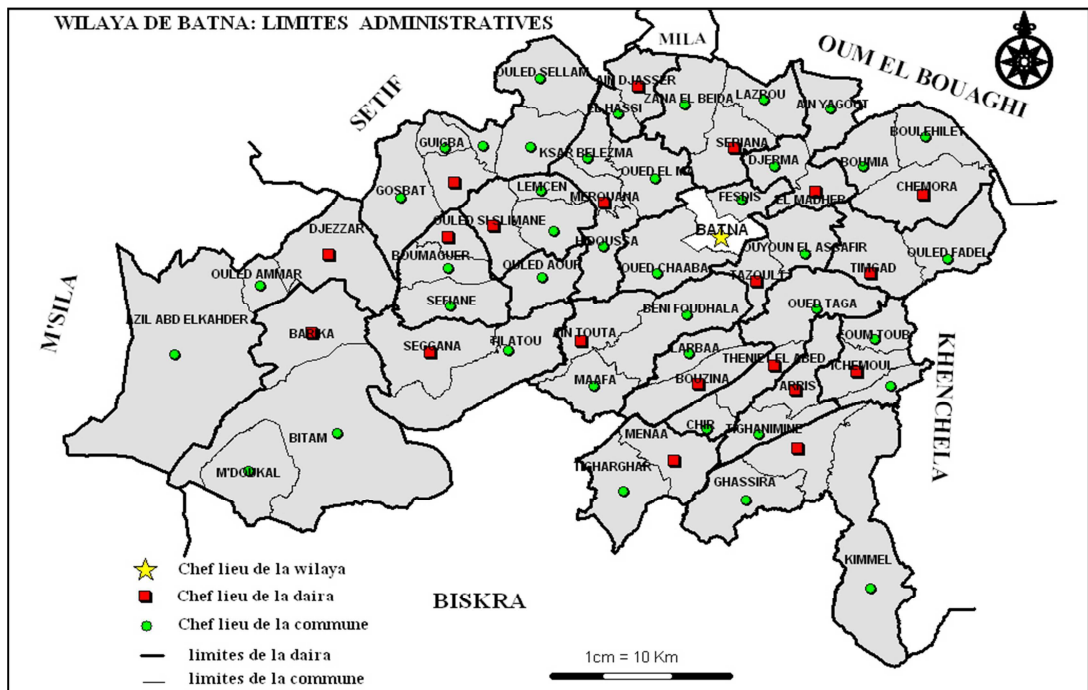 WILAYA DE BATNA: LIMITES ADMINISTRATIVES
MILA
OUM EL BOUAGHI
SETIF
M'SILA
KHENCHELA
BISKRA
OULED SELLAM
AIN DJASSER
ZANA EL BEIDA
LAZROU
AIN YAGOUT
EL HASSI
BOULEHILET
GUIGBA
KSAR BELEZMA
SERIANA
DJERMA
BOHMIA
OUED EL MA
CHEMORA
GOSBAT
LEMCEN
MEROUANA
FESDIS
EL MADHER
DJEZZAR
OULED SI SLIMANE
BATNA
HIDOUSSA
OUYOUN EL ASSAFIR
OULED FADEL
BOUMAGUER
OULED AOUF
OUED CHAABA
TAZOULT
TIMGAD
OULED AMMAR
SEFIANE
OUED TAGA
AZIL ABD ELKAHDER
BENI FOUDHALA
BARIKA
AIN TOUTA
FOUM TOUB
SEGGANA
TILATOU
LARBAA
THENIET EL ABED
ICHEMOUL
MAAFA
BOUZINA
ARRIS
CHIR
TIGHANIMINE
BITAM
MENAA
M'DOUKAL
TIGHARGHAR
GHASSIRA
KIMMEL
Chef lieu de la wilaya
Chef lieu de la daira
Chef lieu de la commune
limites de la daira
limites de la commune
1cm = 10 Km